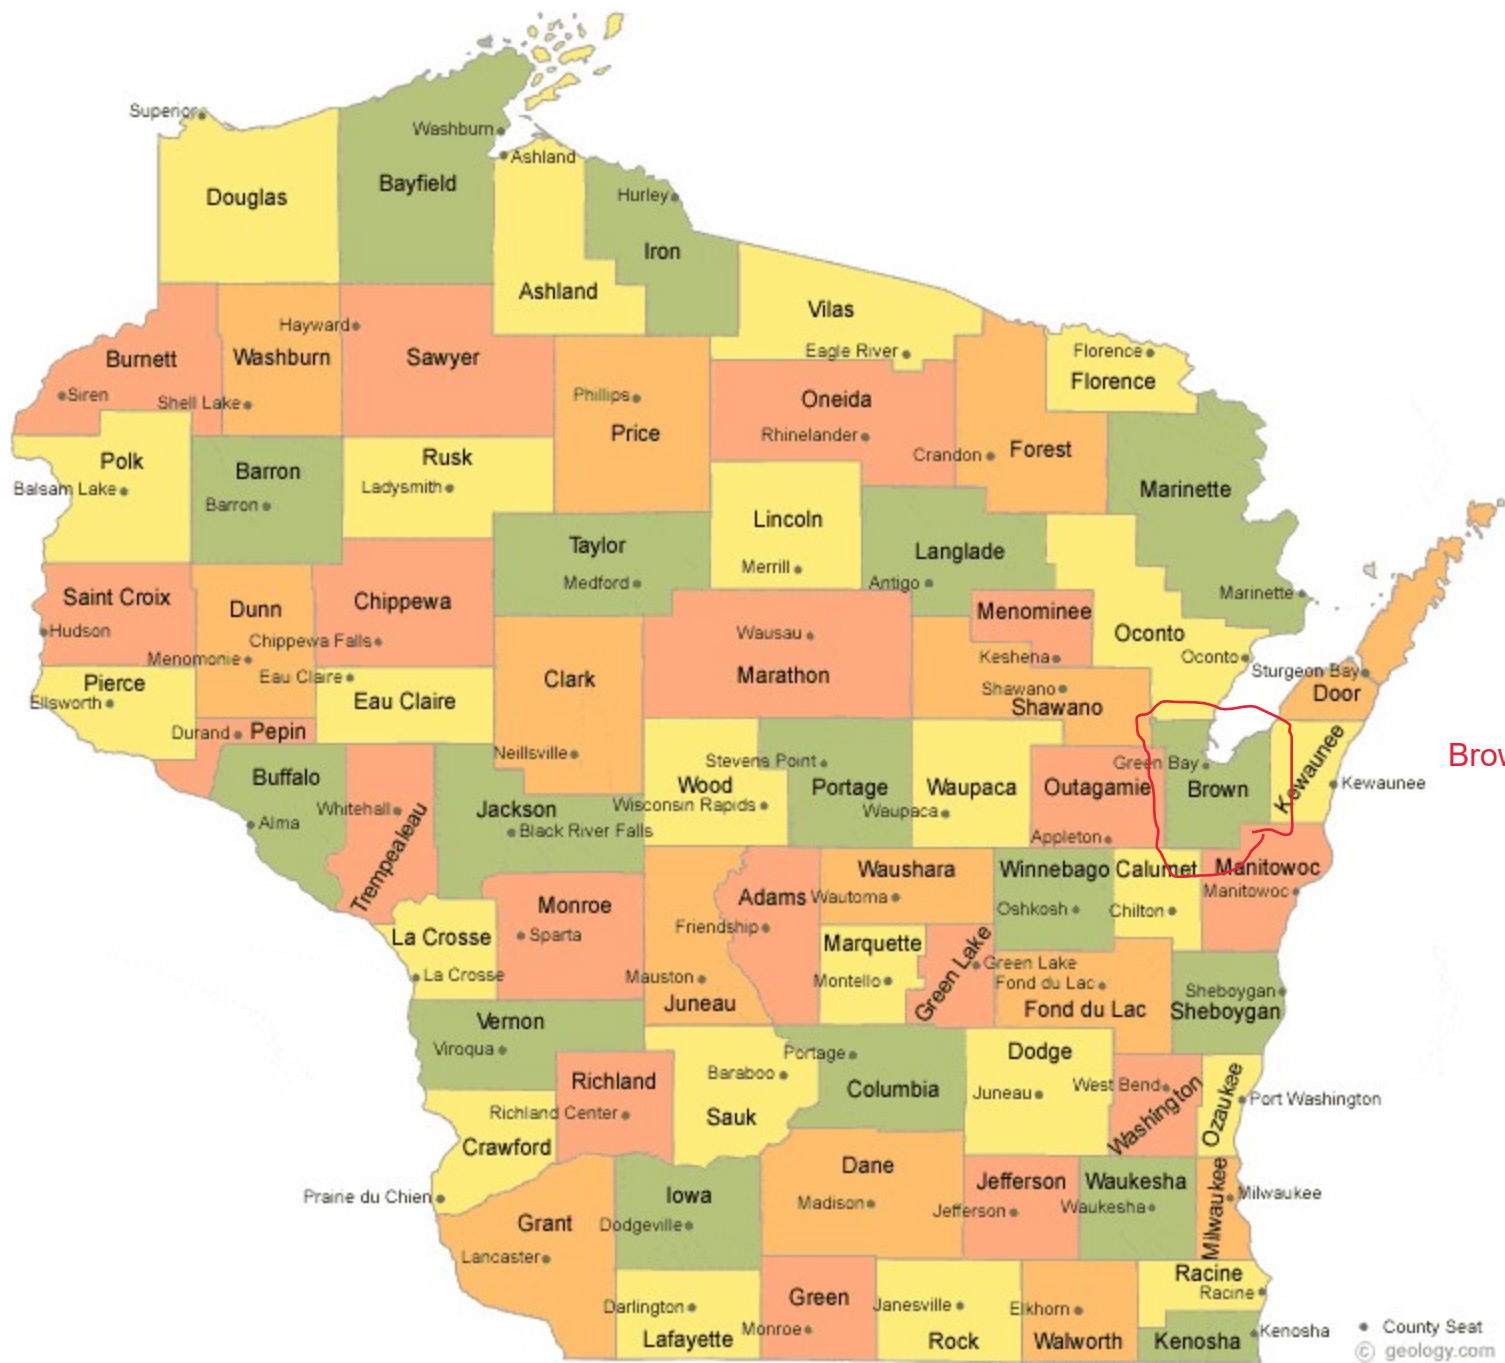 Superior
Washburn
Ashland
Bayfield
Douglas
Hurley
Iron
Ashland
Vilas
Hayward
Eagle River
Florence
Burnett
Washburn
Sawyer
Florence
Siren
Shell Lake
Phillips
Oneida
Price
Rhinelander
Crandon
Forest
Polk
Rusk
Barron
Balsam Lake
Ladysmith
Marinette
Barron
Lincoln
Taylor
Langlade
Merrill
Medford
Antigo
Marinette
Saint Croix
Dunn
Chippewa
Menominee
Hudson
Chippewa Falls
Wausau
Oconto
Menomonie
Keshena
Oconto
Eau Claire
Marathon
Sturgeon Bay
Pierce
Clark
Shawano
Door
Ellsworth
Eau Claire
Shawano
Durand
Pepin
Neillsville
Stevens Point
Green Bay
Brow
Buffalo
Wood
Portage
Waupaca
Outagamie
Brown
Kewaunee
Kewaunee
Whitehall
Jackson
Wisconsin Rapids
Waupaca
Alma
Black River Falls
Appleton
Trempealeau
Waushara
Winnebago
Calumet
Manitowoc
Monroe
Adams
Wautoma
Manitowoc
Oshkosh
Chilton
La Crosse
Sparta
Friendship
Marquette
La Crosse
Mauston
Montello
Green Lake
Green Lake
Fond du Lac
Juneau
Fond du Lac
Sheboygan
Sheboygan
Vernon
Viroqua
Portage
Dodge
Richland
Baraboo
Columbia
Juneau
West Bend
Washington
Ozaukee
Port Washington
Richland Center
Sauk
Crawford
Dane
Prairie du Chien
Iowa
Madison
Jefferson
Waukesha
Milwaukee
Milwaukee
Grant
Dodgeville
Jefferson
Waukesha
Lancaster
Racine
Racine
Darlington
Green
Janesville
Elkhorn
Lafayette
Monroe
Rock
Walworth
Kenosha
Kenosha
County Seat
© geology.com